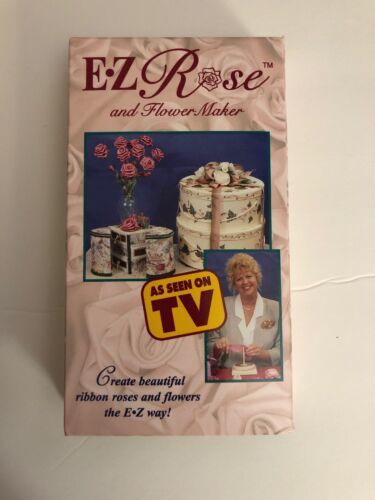 E•Z Rose™
and Flower Maker
AS SEEN ON
TV
Create beautiful
ribbon roses and flowers
the E•Z way!